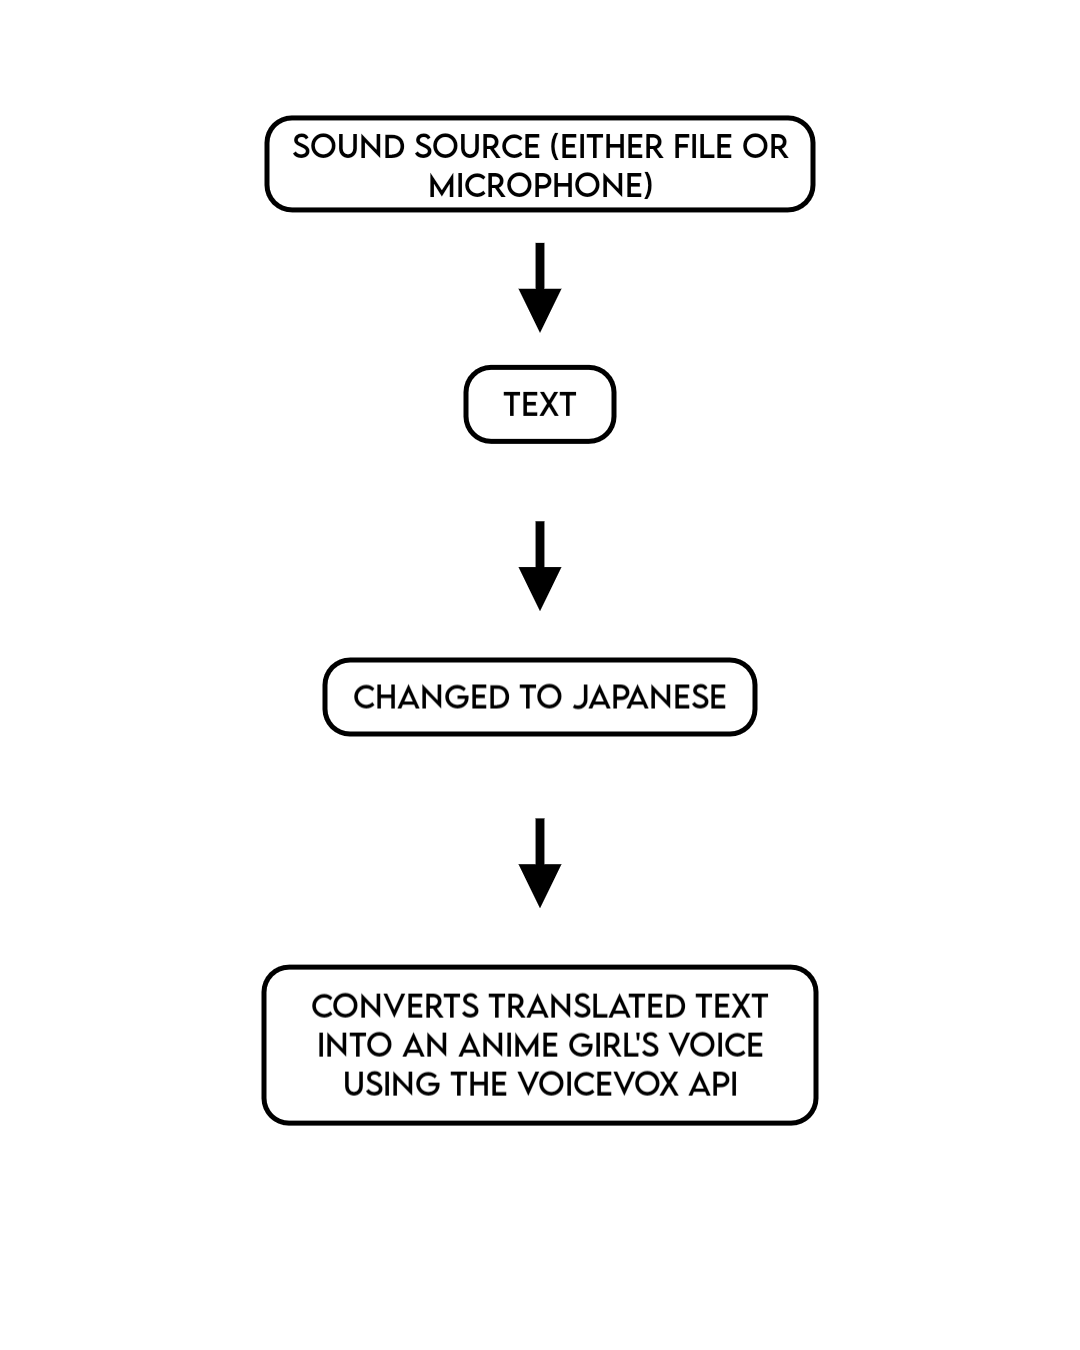 SOUND SOURCE (EITHER FILE OR
MICROPHONE)
TEXT
CHANGED TO JAPANESE
CONVERTS TRANSLATED TEXT
INTO AN ANIME GIRL'S VOICE
USING THE VOICEVOX API